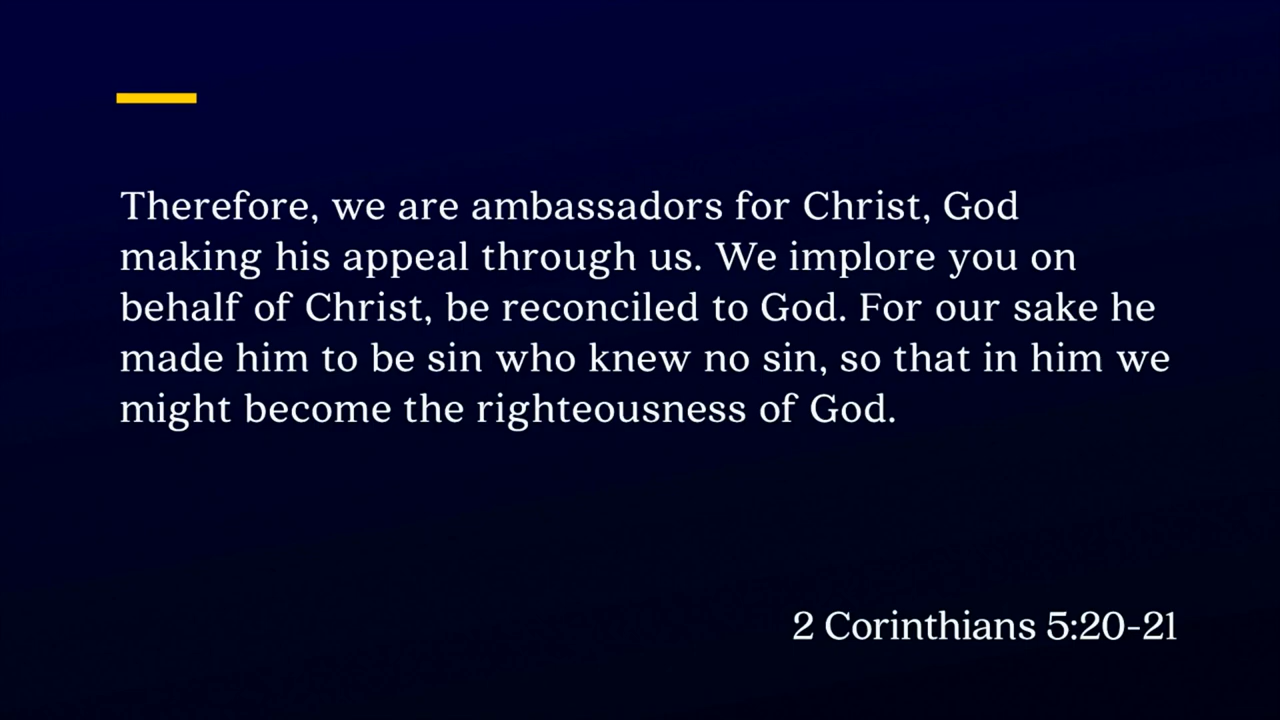 Therefore, we are ambassadors for Christ, God
making his appeal through us. We implore you on
behalf of Christ, be reconciled to God. For our sake he
made him to be sin who knew no sin, so that in him we
might become the righteousness of God.
2 Corinthians 5:20-21